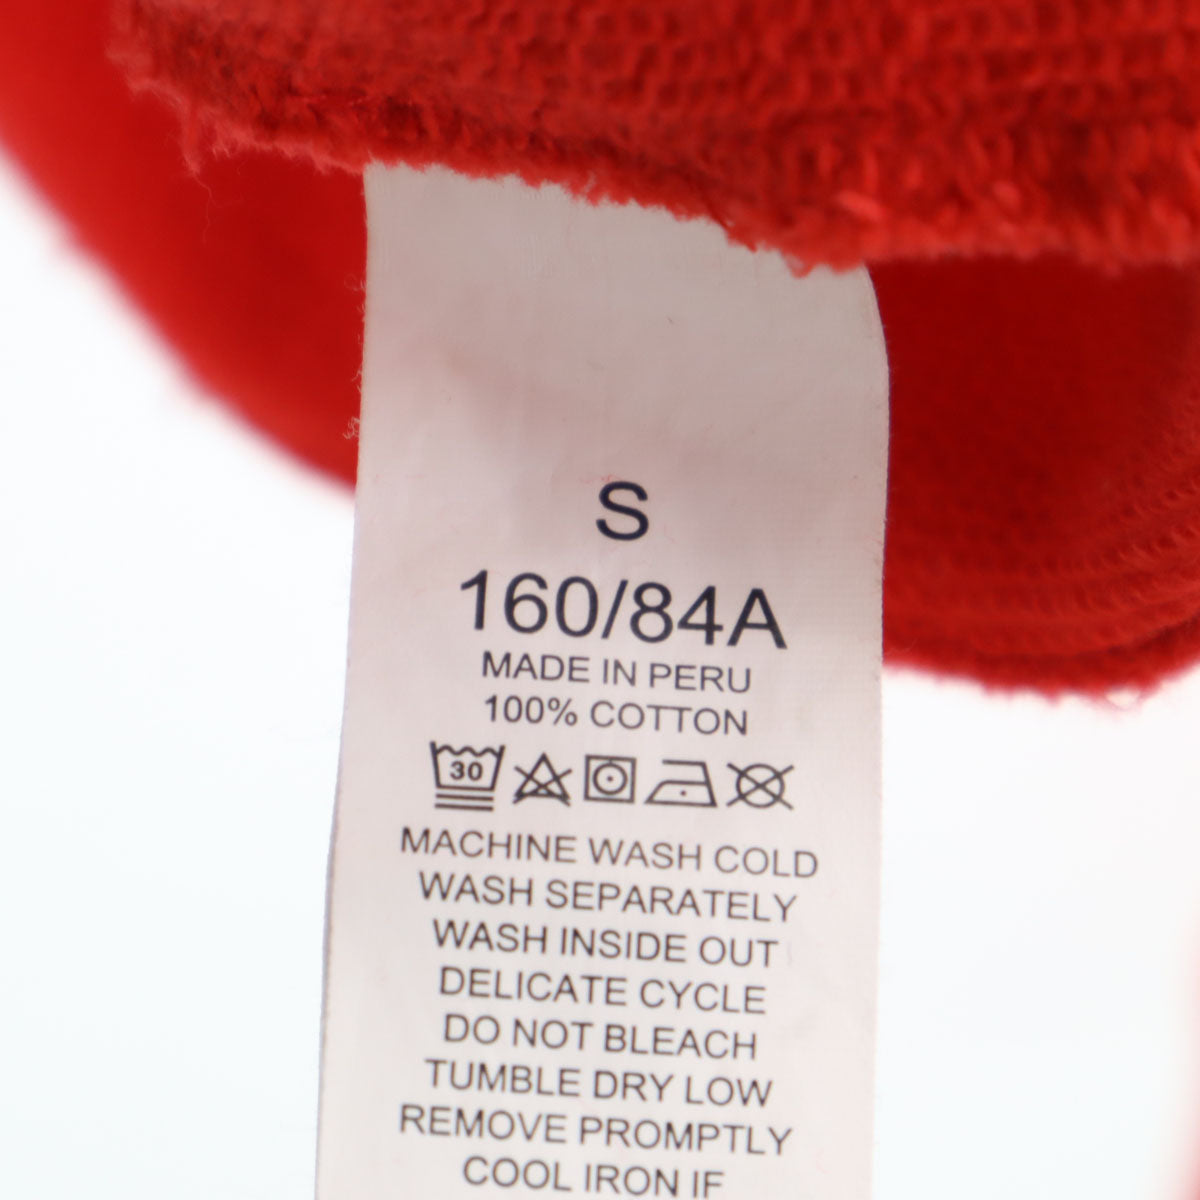 S
160/84A
MADE IN PERU
100% COTTON
30
MACHINE WASH COLD
WASH SEPARATELY
WASH INSIDE OUT
DELICATE CYCLE
DO NOT BLEACH
TUMBLE DRY LOW
REMOVE PROMPTLY
COOL IRON IF